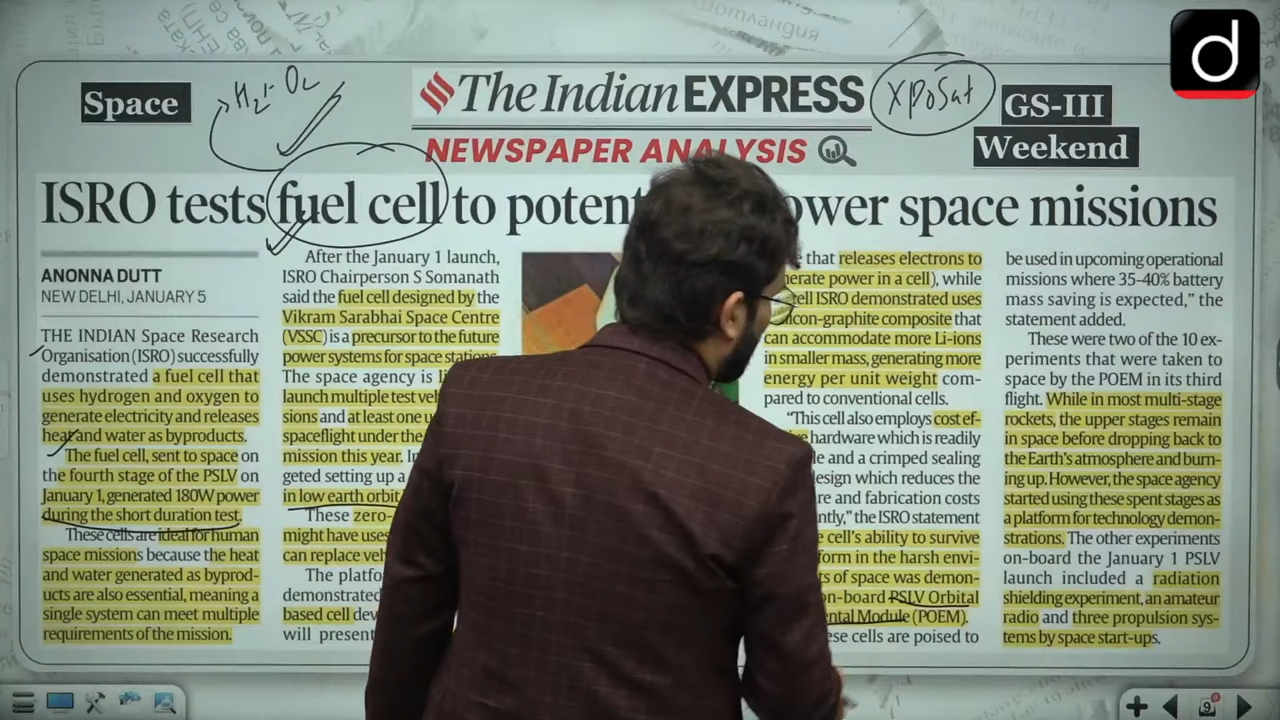 Шотландия
d
Space
H₂ + O₂
The Indian EXPRESS
XPoSat
GS-III
Weekend
NEWSPAPER ANALYSIS
ISRO tests fuel cell to potent ower space missions
ANONNA DUTT
NEW DELHI, JANUARY 5
THE INDIAN Space Research
Organisation (ISRO) successfully
demonstrated a fuel cell that
uses hydrogen and oxygen to
generate electricity and releases
heat and water as byproducts.
The fuel cell, sent to space on
the fourth stage of the PSLV on
January 1, generated 180W power
during the short duration test.
These cells are ideal for human
space missions because the heat
and water generated as byprod-
ucts are also essential, meaning a
single system can meet multiple
requirements of the mission.
After the January 1 launch,
ISRO Chairperson S Somanath
said the fuel cell designed by the
Vikram Sarabhai Space Centre
(VSSC) is a precursor to the future
power systems for space stations.
The space agency is
launch multiple test veh
sions and at least one u
spaceflight under the
mission this year. In
geted setting up a
in low earth orbit
These zero-
might have uses
can replace veh
The platfo
demonstrated
based cell dev
will present
e that releases electrons to
nerate power in a cell), while
ell ISRO demonstrated uses
icon-graphite composite that
can accommodate more Li-ions
in smaller mass, generating more
energy per unit weight com-
pared to conventional cells.
“This cell also employs cost ef-
e hardware which is readily
le and a crimped sealing
design which reduces the
re and fabrication costs
ntly,” the ISRO statement
e cell’s ability to survive
form in the harsh envi-
ts of space was demon-
on-board PSLV Orbital
ental Module (POEM).
ese cells are poised to
be used in upcoming operational
missions where 35-40% battery
mass saving is expected,” the
statement added.
These were two of the 10 ex-
periments that were taken to
space by the POEM in its third
flight. While in most multi-stage
rockets, the upper stages remain
in space before dropping back to
the Earth’s atmosphere and burn-
ing up. However, the space agency
started using these spent stages as
a platform for technology demon-
strations. The other experiments
on-board the January 1 PSLV
launch included a radiation
shielding experiment, an amateur
radio and three propulsion sys-
tems by space start-ups.
9